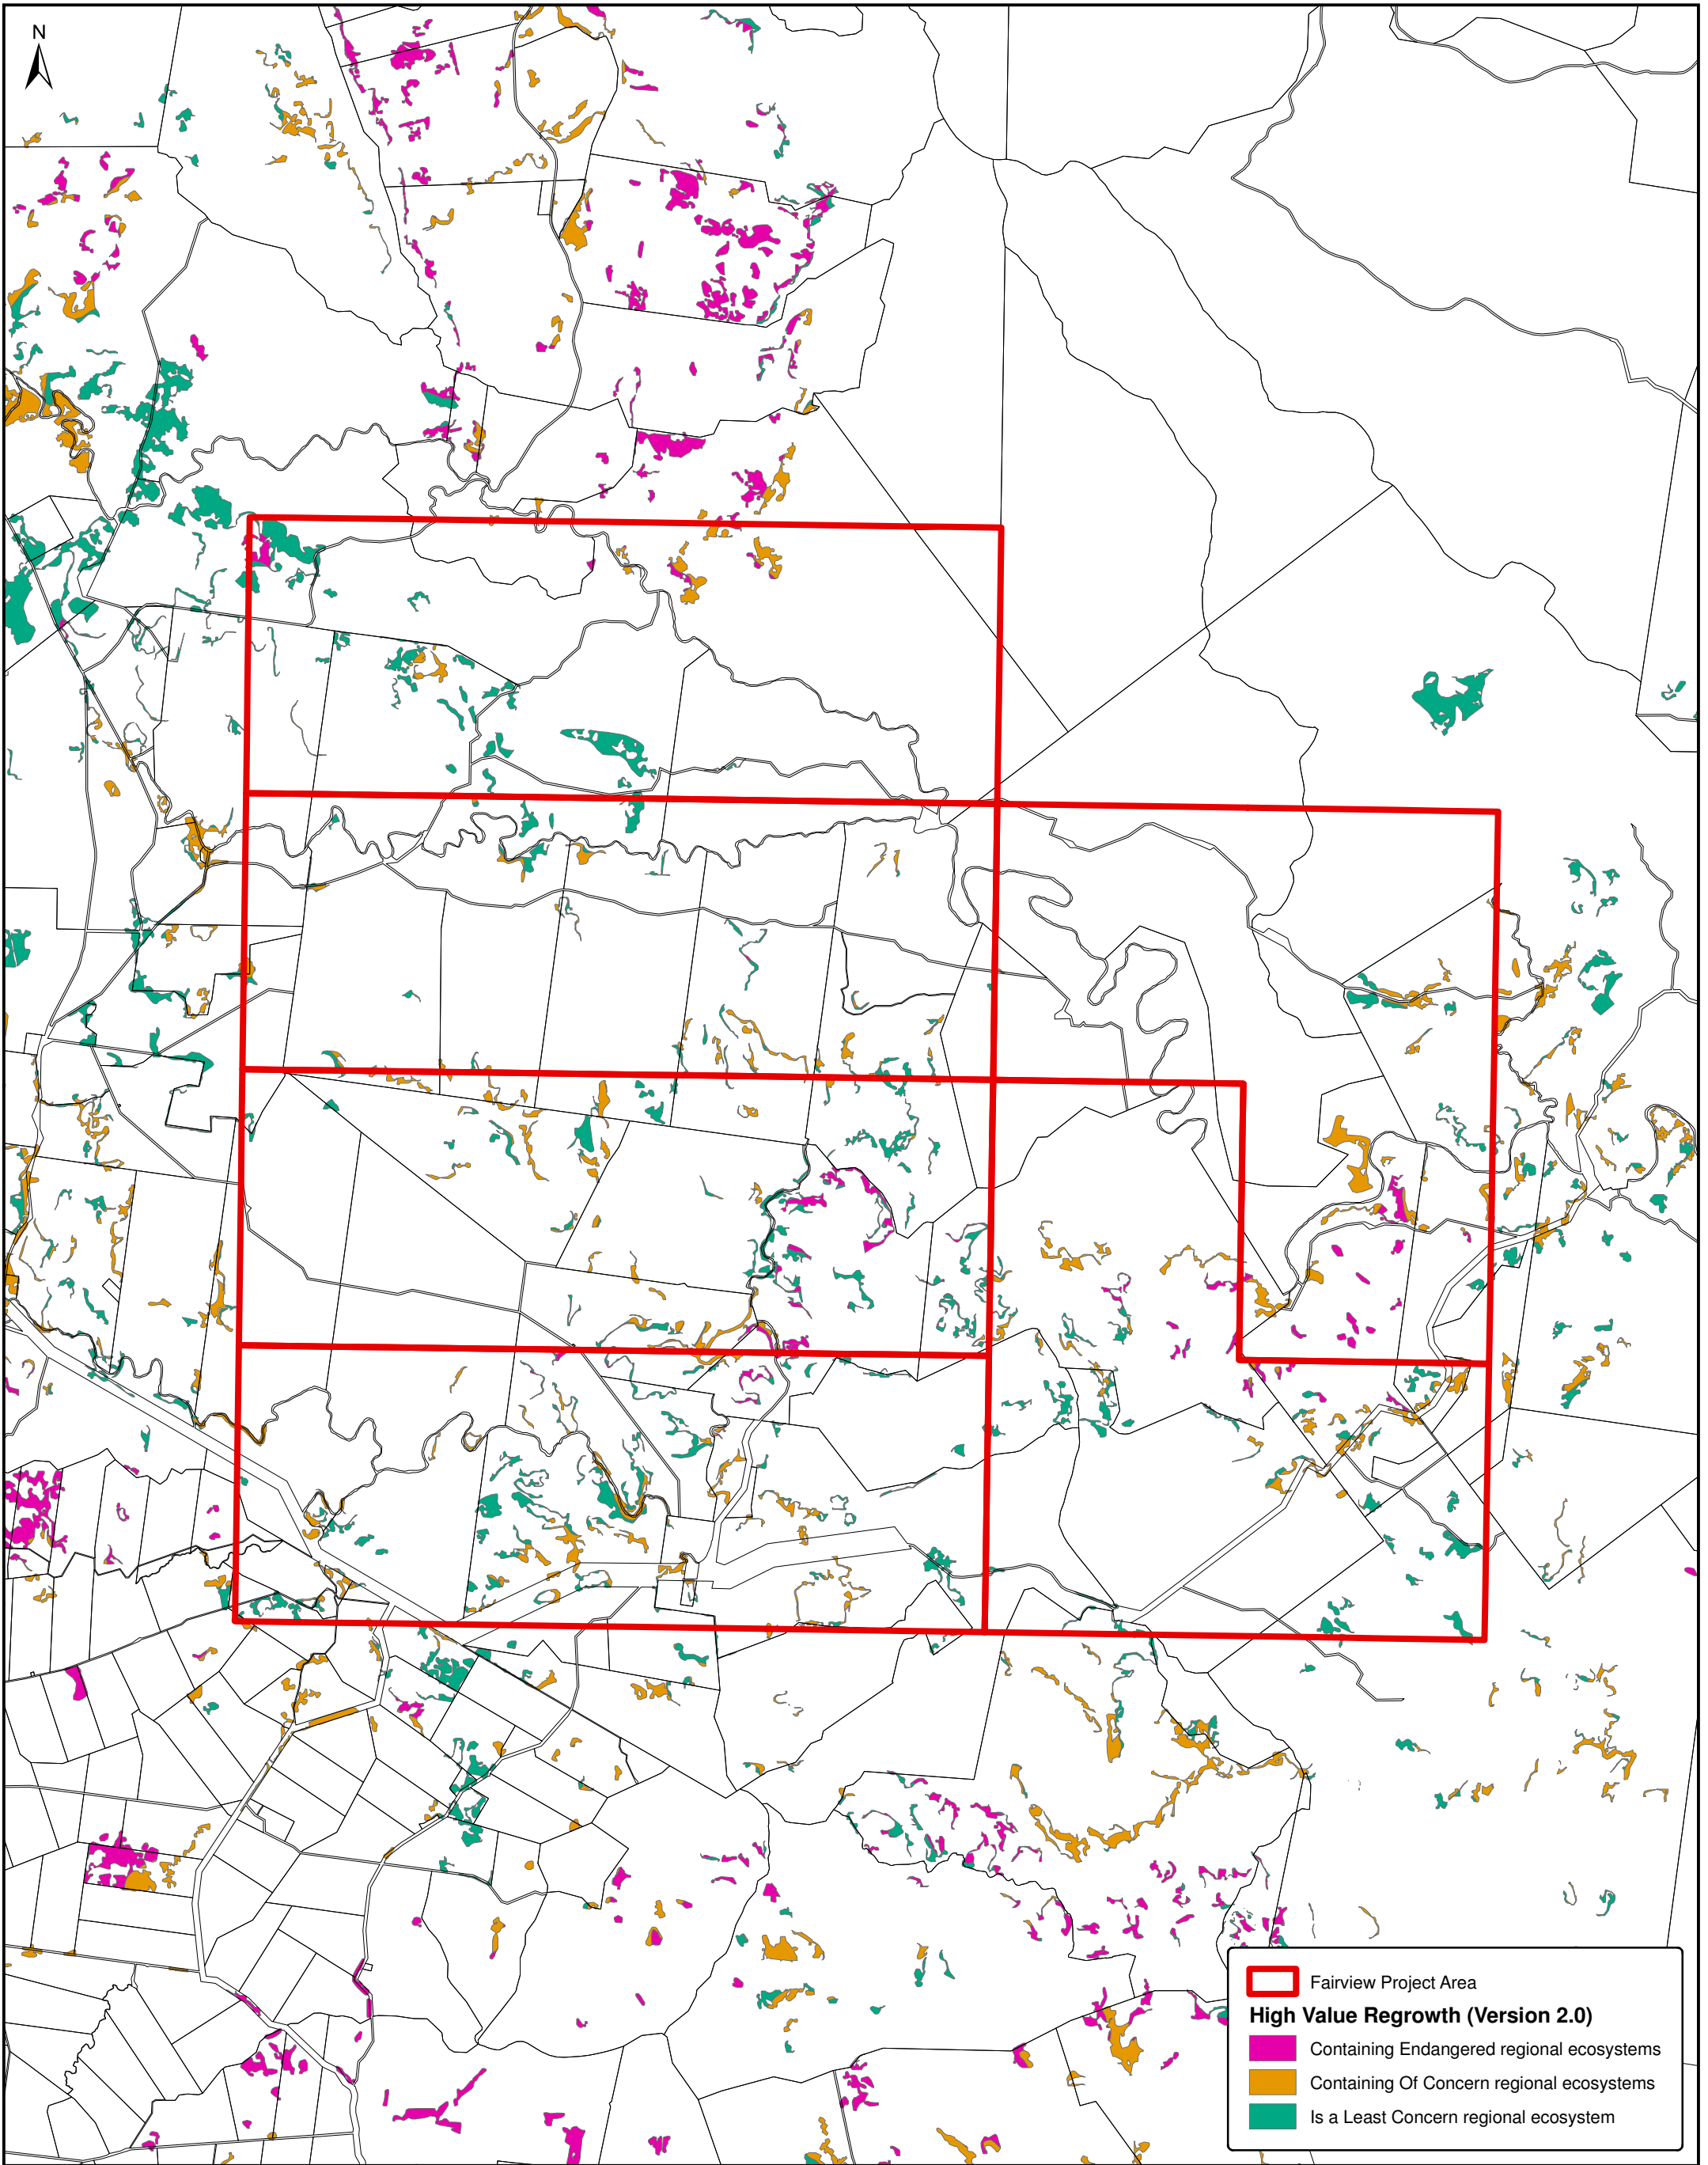 N
Fairview Project Area
High Value Regrowth (Version 2.0)
Containing Endangered regional ecosystems
Containing Of Concern regional ecosystems
Is a Least Concern regional ecosystem